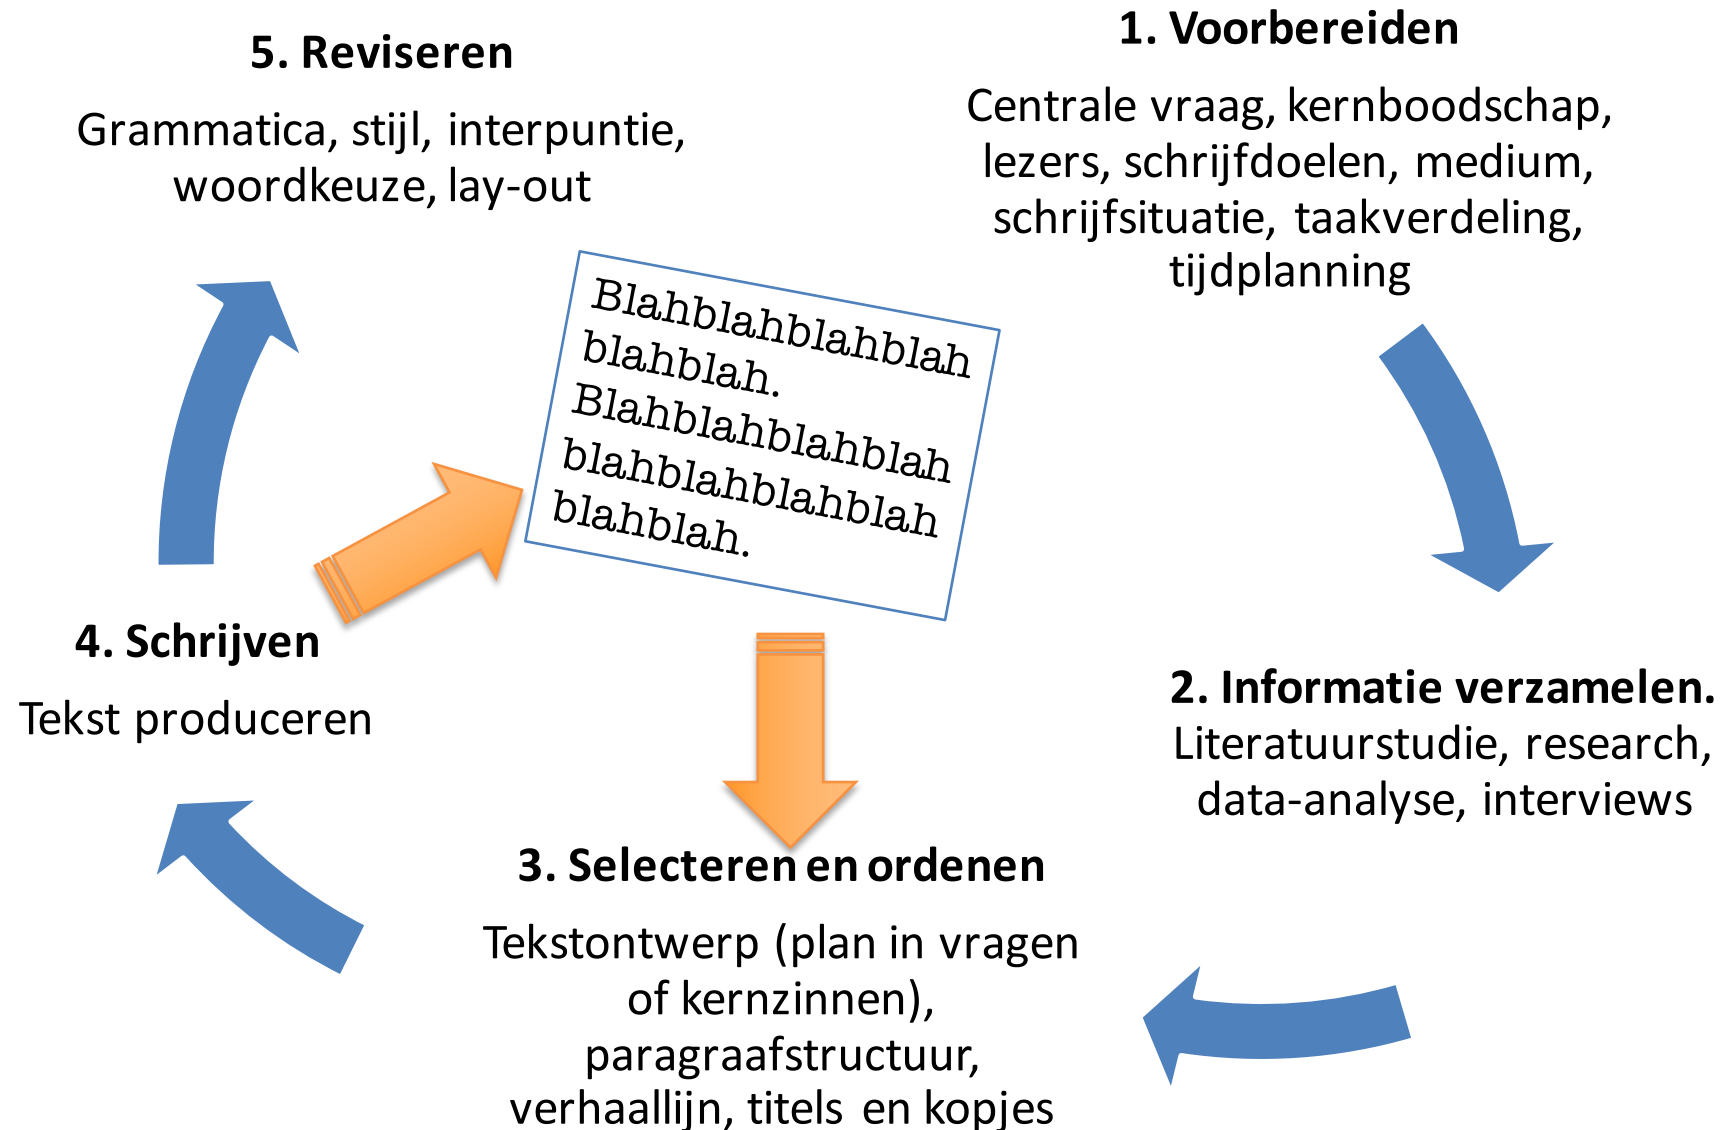 1. Voorbereiden
Centrale vraag, kernboodschap,
lezers, schrijfdoelen, medium,
schrijfsituatie, taakverdeling,
tijdplanning
2. Informatie verzamelen.
Literatuurstudie, research,
data-analyse, interviews
3. Selecteren en ordenen
Tekstontwerp (plan in vragen
of kernzinnen),
paragraafstructuur,
verhaallijn, titels en kopjes
4. Schrijven
Tekst produceren
5. Reviseren
Grammatica, stijl, interpuntie,
woordkeuze, lay-out
Blahblahblahblah
blahblah.
Blahblahblahblah
blahblahblahblah
blahblah.